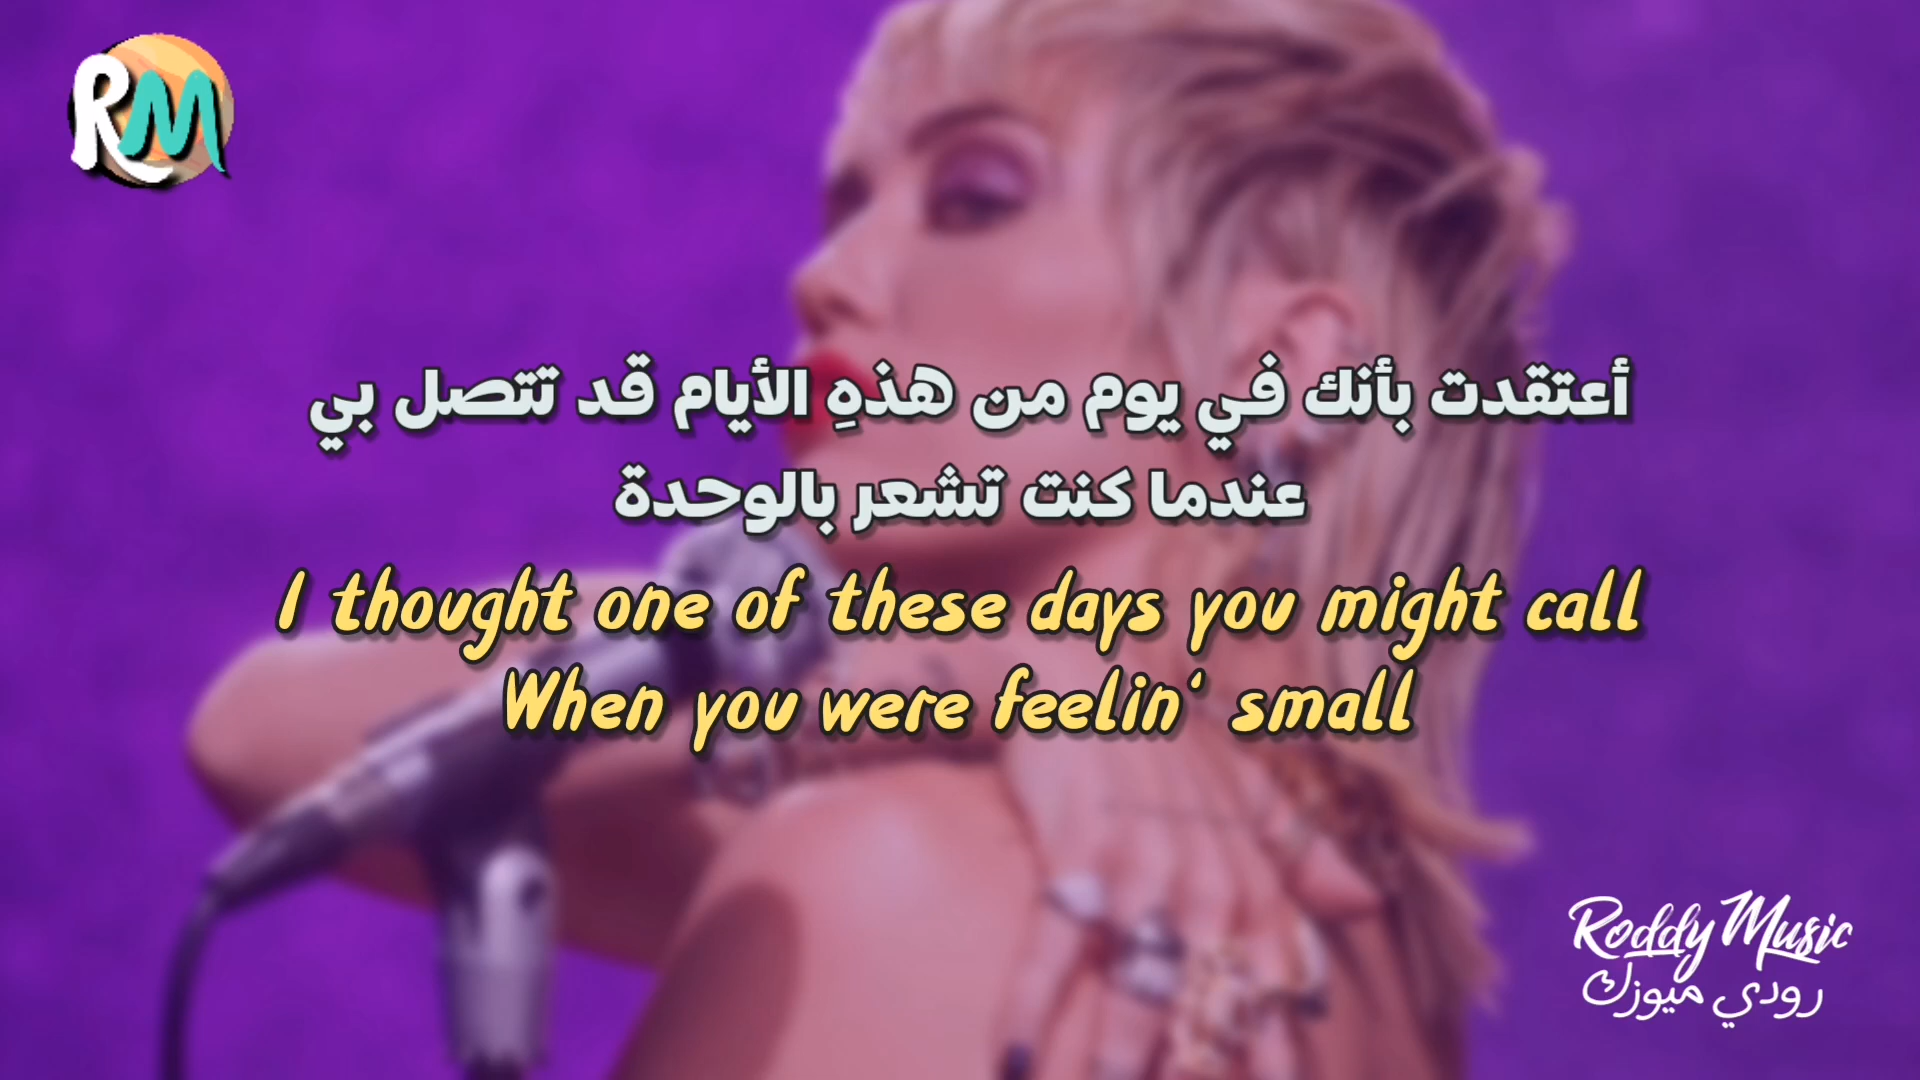 RM
أعتقدت بأنك في يوم من هذهِ الأيام قد تتصل بي
عندما كنت تشعر بالوحدة
I thought one of these days you might call
When you were feelin' small
Roddy Music
رودي ميوزك